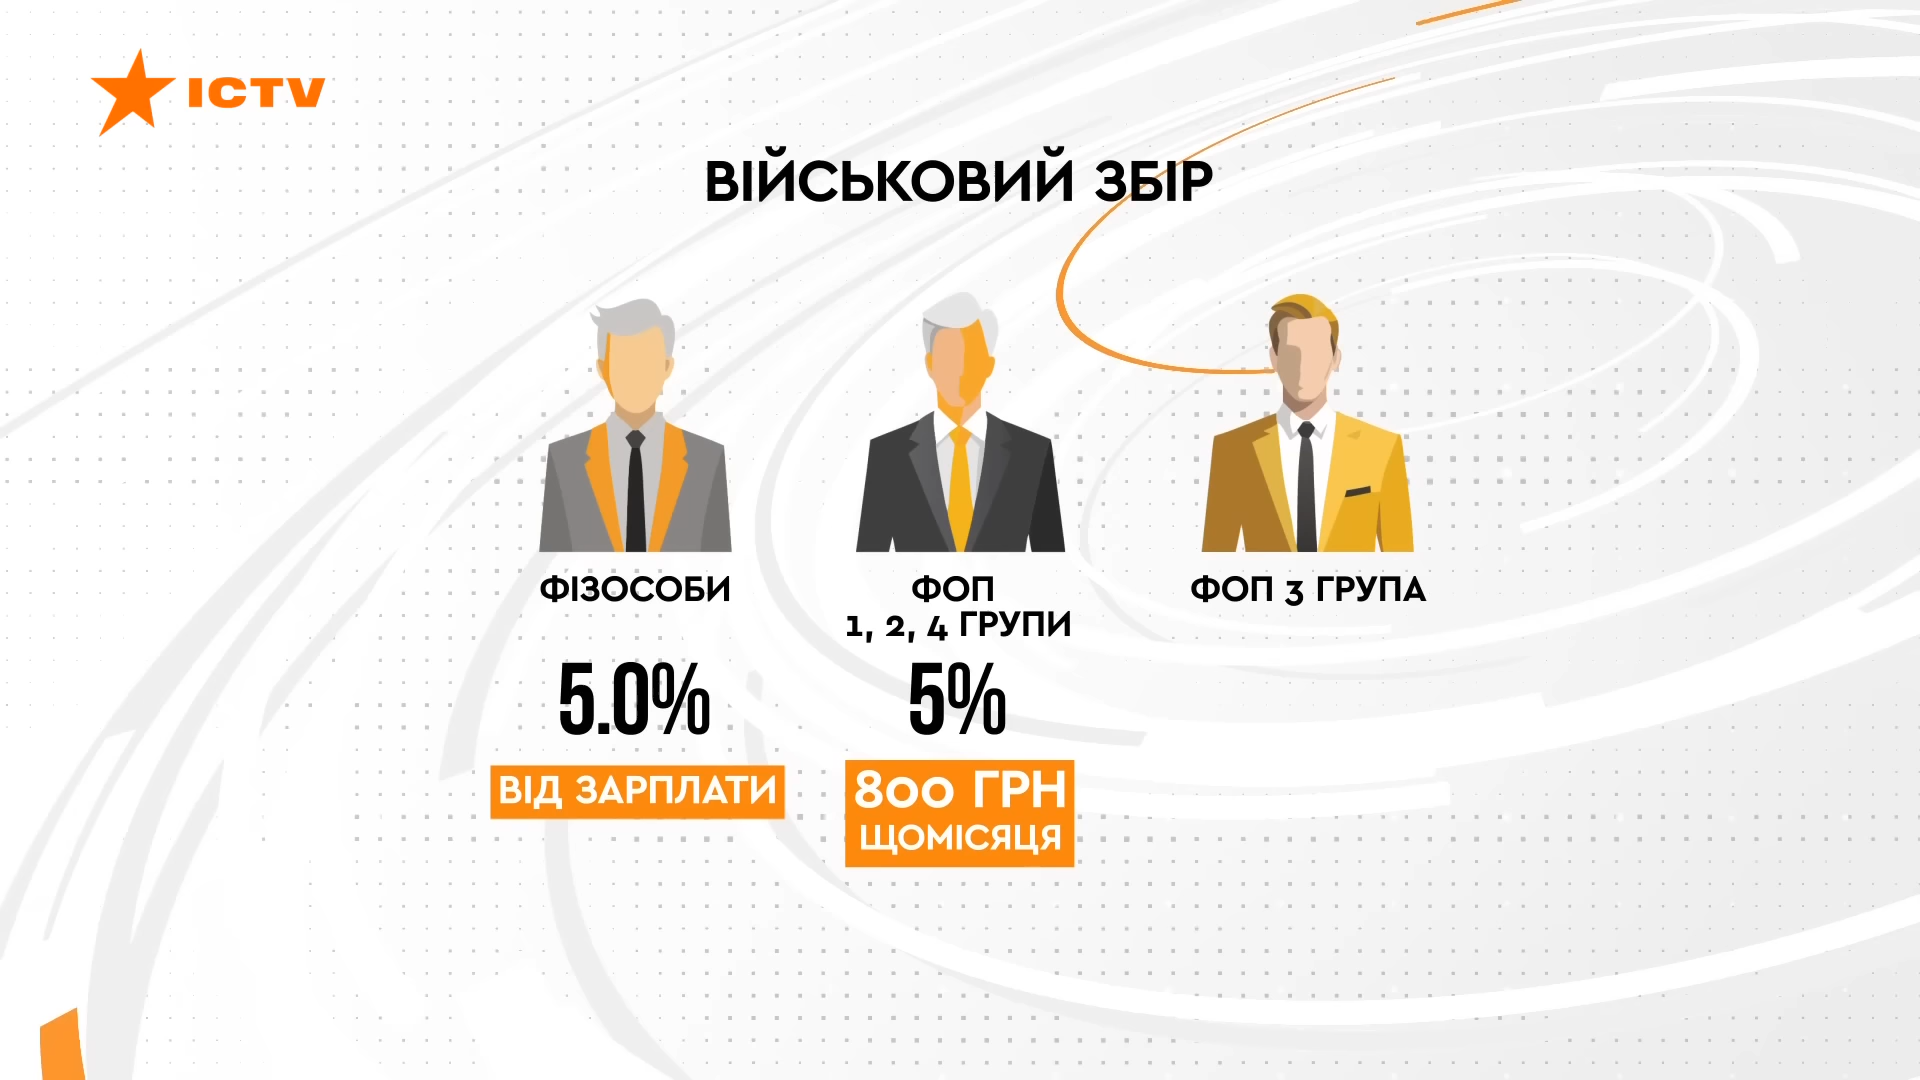 ICTV
ВІЙСЬКОВИЙ ЗБІР
ФІЗОСОБИ
5.0%
ВІД ЗАРПЛАТИ
ФОП
1, 2, 4 ГРУПИ
5%
800 ГРН
ЩОМІСЯЦЯ
ФОП 3 ГРУПА